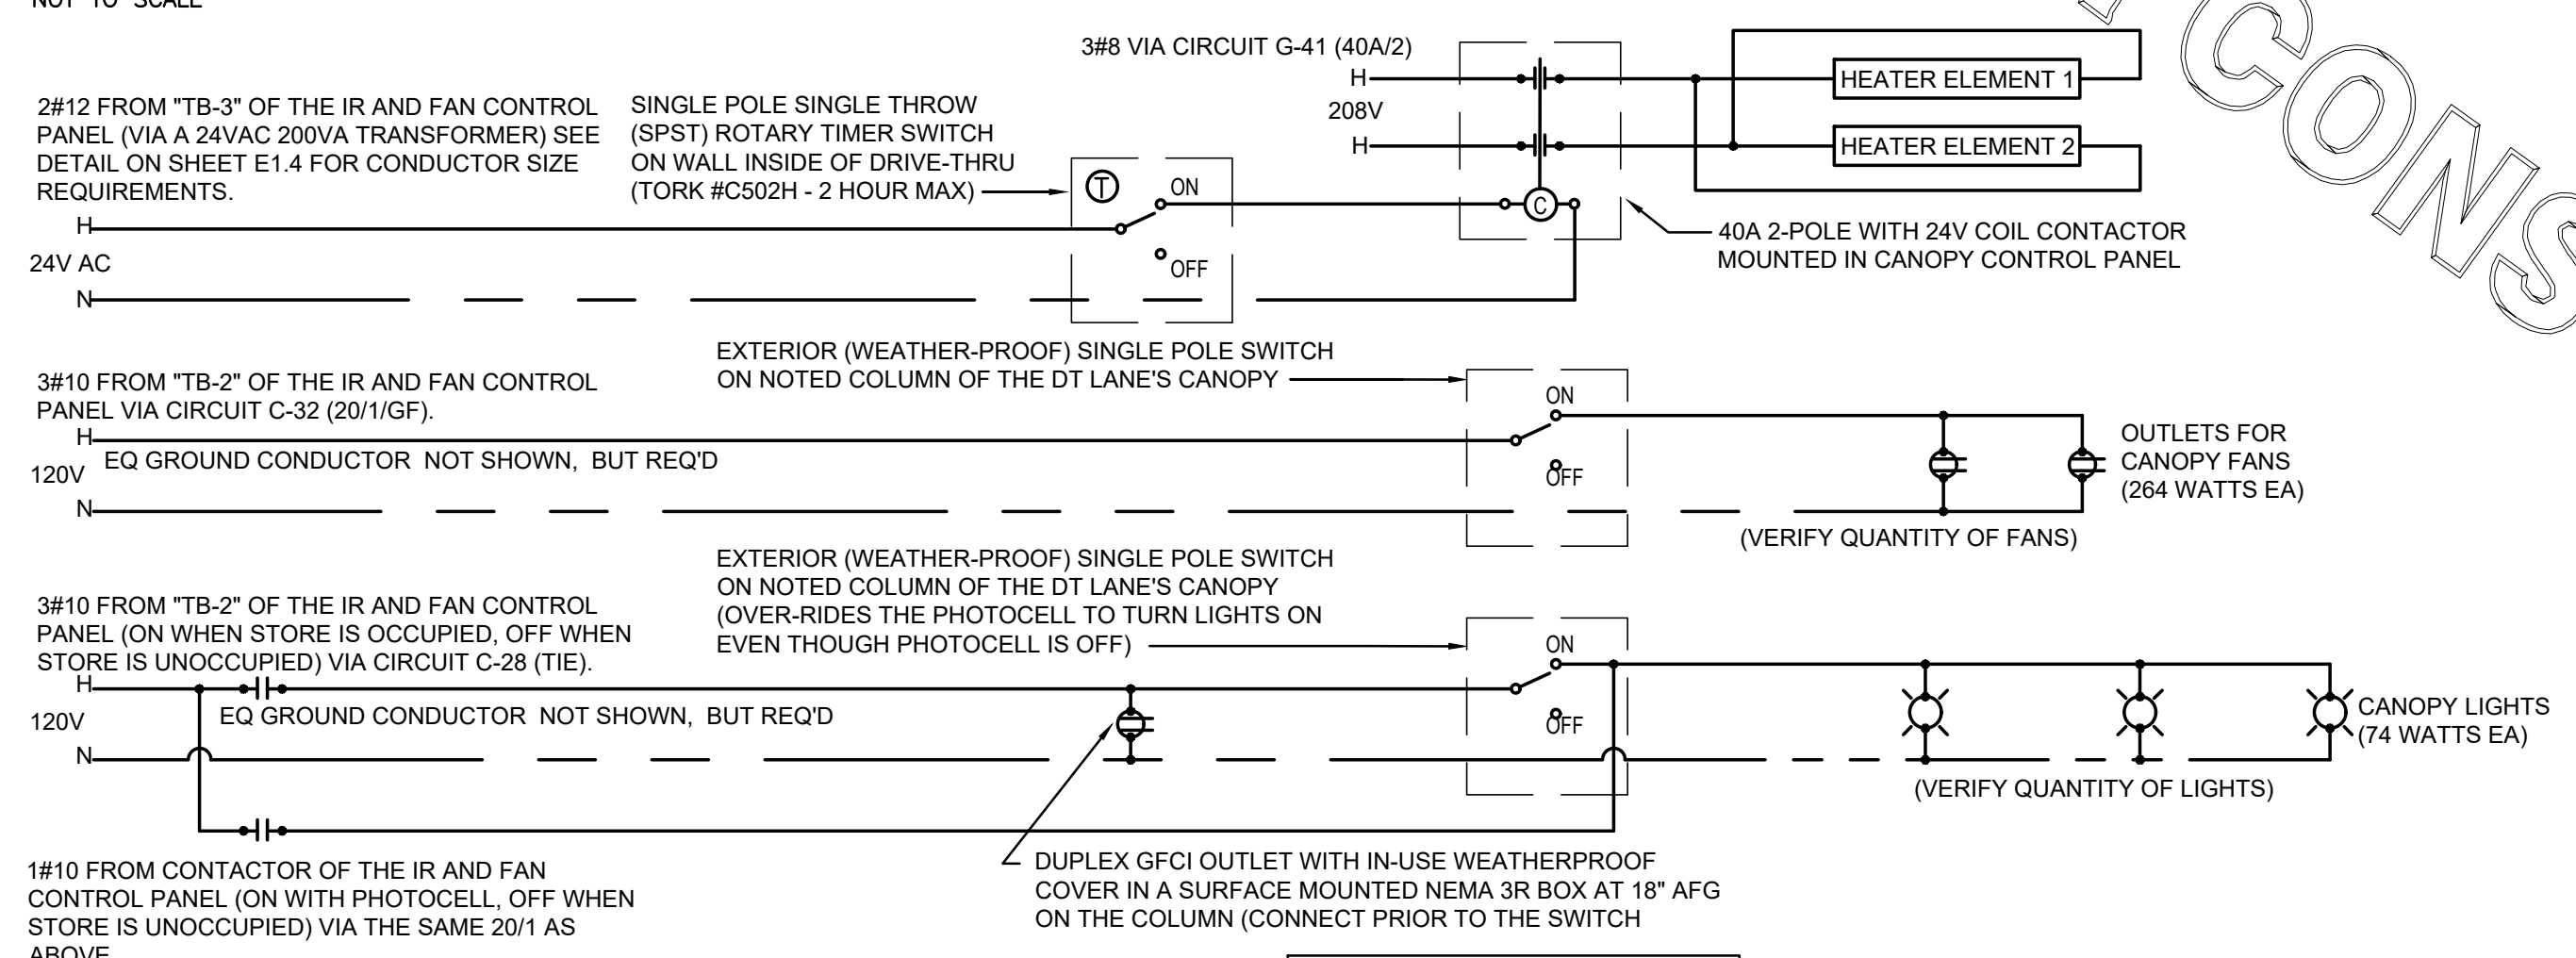 NOT TO SCALE
3#8 VIA CIRCUIT G-41 (40A/2)
H
208V
H
HEATER ELEMENT 1
HEATER ELEMENT 2
2#12 FROM "TB-3" OF THE IR AND FAN CONTROL
PANEL (VIA A 24VAC 200VA TRANSFORMER) SEE
DETAIL ON SHEET E1.4 FOR CONDUCTOR SIZE
REQUIREMENTS.
SINGLE POLE SINGLE THROW
(SPST) ROTARY TIMER SWITCH
ON WALL INSIDE OF DRIVE-THRU
(TORK #C502H - 2 HOUR MAX)
T
ON
OFF
C
H
24V AC
N
40A 2-POLE WITH 24V COIL CONTACTOR
MOUNTED IN CANOPY CONTROL PANEL
EXTERIOR (WEATHER-PROOF) SINGLE POLE SWITCH
ON NOTED COLUMN OF THE DT LANE'S CANOPY
3#10 FROM "TB-2" OF THE IR AND FAN CONTROL
PANEL VIA CIRCUIT C-32 (20/1/GF).
H
EQ GROUND CONDUCTOR NOT SHOWN, BUT REQ'D
120V
N
ON
OFF
OUTLETS FOR
CANOPY FANS
(264 WATTS EA)
(VERIFY QUANTITY OF FANS)
EXTERIOR (WEATHER-PROOF) SINGLE POLE SWITCH
ON NOTED COLUMN OF THE DT LANE'S CANOPY
(OVER-RIDES THE PHOTOCELL TO TURN LIGHTS ON
EVEN THOUGH PHOTOCELL IS OFF)
3#10 FROM "TB-2" OF THE IR AND FAN CONTROL
PANEL (ON WHEN STORE IS OCCUPIED, OFF WHEN
STORE IS UNOCCUPIED) VIA CIRCUIT C-28 (TIE).
H
120V
EQ GROUND CONDUCTOR NOT SHOWN, BUT REQ'D
N
ON
OFF
CANOPY LIGHTS
(74 WATTS EA)
(VERIFY QUANTITY OF LIGHTS)
1#10 FROM CONTACTOR OF THE IR AND FAN
CONTROL PANEL (ON WITH PHOTOCELL, OFF WHEN
STORE IS UNOCCUPIED) VIA THE SAME 20/1 AS
ABOVE
DUPLEX GFCI OUTLET WITH IN-USE WEATHERPROOF
COVER IN A SURFACE MOUNTED NEMA 3R BOX AT 18" AFG
ON THE COLUMN (CONNECT PRIOR TO THE SWITCH
CONS